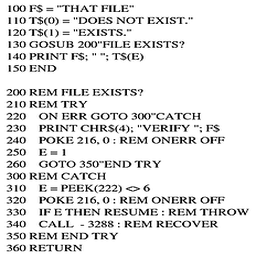 100 F$ = "THAT FILE"
110 T$(0) = "DOES NOT EXIST."
120 T$(1) = "EXISTS."
130 GOSUB 200"FILE EXISTS?
140 PRINT F$; " "; T$(E)
150 END
200 REM FILE EXISTS?
210 REM TRY
220 ON ERR GOTO 300"CATCH
230 PRINT CHR$(4); "VERIFY "; F$
240 POKE 216, 0 : REM ONERR OFF
250 E = 1
260 GOTO 350"END TRY
300 REM CATCH
310 E = PEEK(222) <> 6
320 POKE 216, 0 : REM ONERR OFF
330 IF E THEN RESUME : REM THROW
340 CALL - 3288 : REM RECOVER
350 REM END TRY
360 RETURN